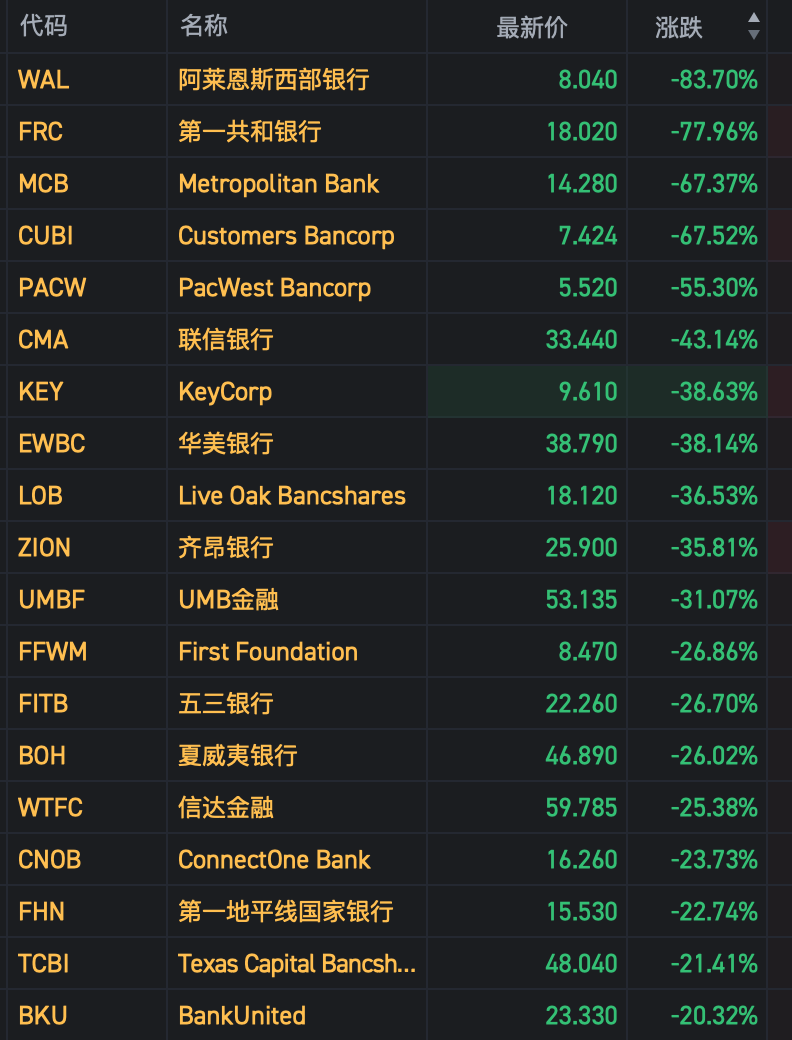 代码 名称 最新价 涨跌
WAL 阿莱恩斯西部银行 8.040 -83.70%
FRC 第一共和银行 18.020 -77.96%
MCB Metropolitan Bank 14.280 -67.37%
CUBI Customers Bancorp 7.424 -67.52%
PACW PacWest Bancorp 5.520 -55.30%
CMA 联信银行 33.440 -43.14%
KEY KeyCorp 9.610 -38.63%
EWBC 华美银行 38.790 -38.14%
LOB Live Oak Bancshares 18.120 -36.53%
ZION 齐昂银行 25.900 -35.81%
UMBF UMB金融 53.135 -31.07%
FFWM First Foundation 8.470 -26.86%
FITB 五三银行 22.260 -26.70%
BOH 夏威夷银行 46.890 -26.02%
WTFC 信达金融 59.785 -25.38%
CNOB ConnectOne Bank 16.260 -23.73%
FHN 第一地平线国家银行 15.530 -22.74%
TCBI Texas Capital Bancsh... 48.040 -21.41%
BKU BankUnited 23.330 -20.32%